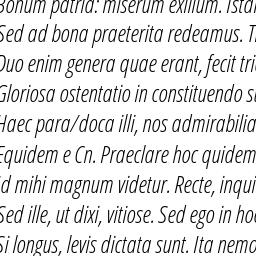 Bonum patria: miserum exilium. Ista
Sed ad bona praeterita redeamus. T
Duo enim genera quae erant, fecit tri
Gloriosa ostentatio in constituendo s
Haec para/doca illi, nos admirabilia
Equidem e Cn. Praeclare hoc quidem
Id mihi magnum videtur. Recte, inqui
Sed ille, ut dixi, vitiose. Sed ego in ho
Si longus, levis dictata sunt. Ita nemo